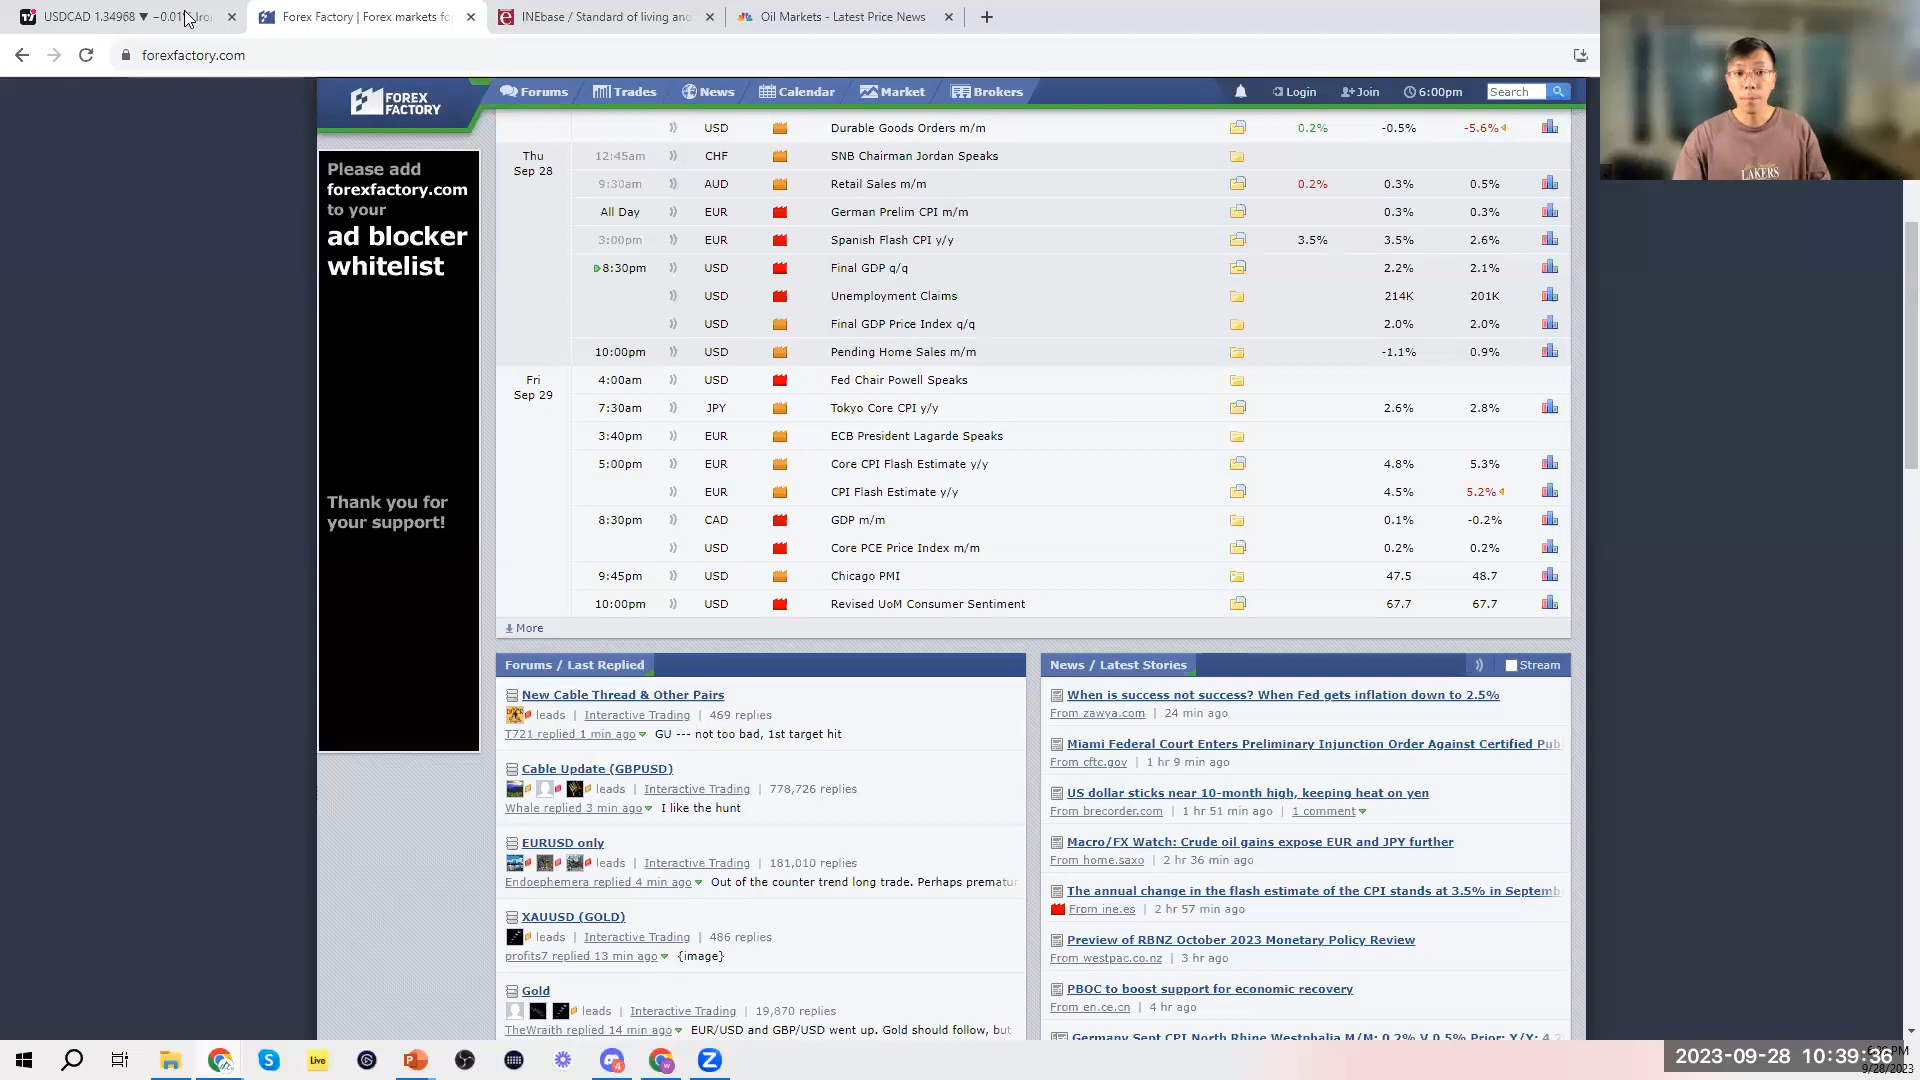 USDCAD 1.34968 ▼ −0.01
Forex Factory | Forex markets fo
INEbase / Standard of living and
Oil Markets - Latest Price News
forexfactory.com
FOREX FACTORY
Forums Trades News Calendar Market Brokers Login Join 6:00pm Search
Please add
forexfactory.com
to your
ad blocker
whitelist
Thank you for
your support!
USD Durable Goods Orders m/m 0.2% -0.5% -5.6%
Thu Sep 28 12:45am CHF SNB Chairman Jordan Speaks
9:30am AUD Retail Sales m/m 0.2% 0.3% 0.5%
All Day EUR German Prelim CPI m/m 0.3% 0.3%
3:00pm EUR Spanish Flash CPI y/y 3.5% 3.5% 2.6%
8:30pm USD Final GDP q/q 2.2% 2.1%
USD Unemployment Claims 214K 201K
USD Final GDP Price Index q/q 2.0% 2.0%
10:00pm USD Pending Home Sales m/m -1.1% 0.9%
Fri Sep 29 4:00am USD Fed Chair Powell Speaks
7:30am JPY Tokyo Core CPI y/y 2.6% 2.8%
3:40pm EUR ECB President Lagarde Speaks
5:00pm EUR Core CPI Flash Estimate y/y 4.8% 5.3%
EUR CPI Flash Estimate y/y 4.5% 5.2%
8:30pm CAD GDP m/m 0.1% -0.2%
USD Core PCE Price Index m/m 0.2% 0.2%
9:45pm USD Chicago PMI 47.5 48.7
10:00pm USD Revised UoM Consumer Sentiment 67.7 67.7
More
Forums / Last Replied
New Cable Thread & Other Pairs
leads | Interactive Trading | 469 replies
T721 replied 1 min ago GU --- not too bad, 1st target hit
Cable Update (GBPUSD)
leads | Interactive Trading | 778,726 replies
Whale replied 3 min ago I like the hunt
EURUSD only
leads | Interactive Trading | 181,010 replies
Endoephemera replied 4 min ago Out of the counter trend long trade. Perhaps prematur
XAUUSD (GOLD)
leads | Interactive Trading | 486 replies
profits7 replied 13 min ago {image}
Gold
leads | Interactive Trading | 19,870 replies
TheWraith replied 14 min ago EUR/USD and GBP/USD went up. Gold should follow, but
News / Latest Stories Stream
When is success not success? When Fed gets inflation down to 2.5%
From zawya.com | 24 min ago
Miami Federal Court Enters Preliminary Injunction Order Against Certified Pub
From cftc.gov | 1 hr 9 min ago
US dollar sticks near 10-month high, keeping heat on yen
From brecorder.com | 1 hr 51 min ago | 1 comment
Macro/FX Watch: Crude oil gains expose EUR and JPY further
From home.saxo | 2 hr 36 min ago
The annual change in the flash estimate of the CPI stands at 3.5% in Septemb
From ine.es | 2 hr 57 min ago
Preview of RBNZ October 2023 Monetary Policy Review
From westpac.co.nz | 3 hr ago
PBOC to boost support for economic recovery
From en.ce.cn | 4 hr ago
Germany Sept CPI North Rhine Westphalia M/M: 0.2% V 0.5% Prior; Y/Y: 4.2
LAKERS
Live
2023-09-28 10:39:36
9/28/2023